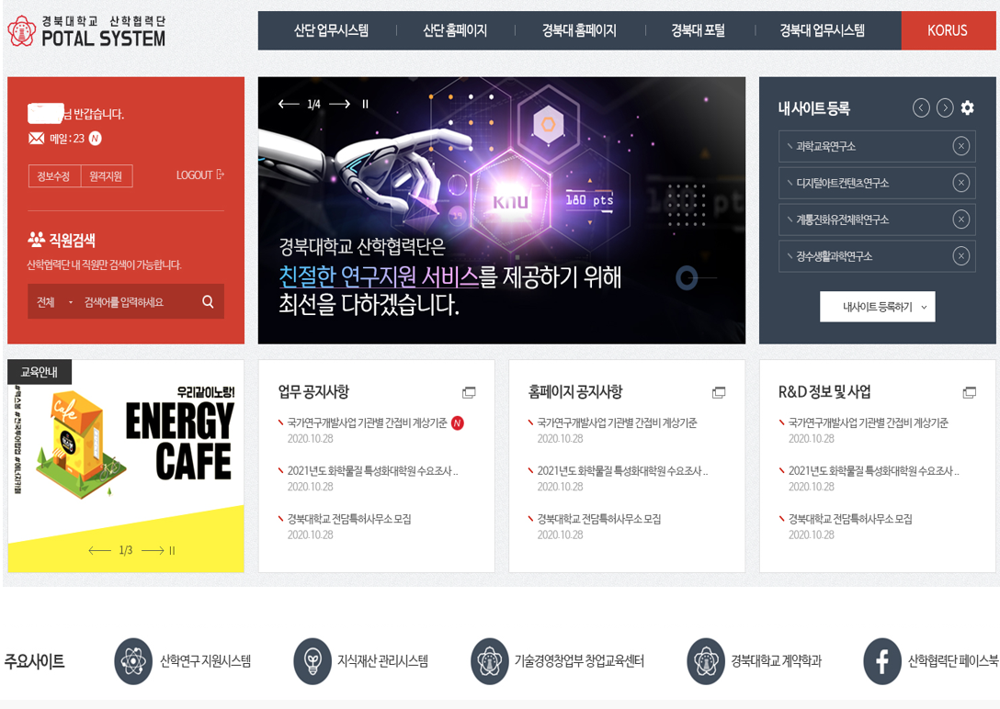 경북대학교 산학협력단
POTAL SYSTEM
산단 업무시스템
산단 홈페이지
경북대 홈페이지
경북대 포털
경북대 업무시스템
KORUS
님 반갑습니다.
메일 : 23 N
정보수정 원격지원
LOGOUT
직원검색
산학협력단 내 직원만 검색이 가능합니다.
전체 검색어를 입력하세요
1/4
knu
180 pts
경북대학교 산학협력단은
친절한 연구지원 서비스를 제공하기 위해
최선을 다하겠습니다.
내 사이트 등록
과학교육연구소
디지털아트컨텐츠연구소
계통진화유전체학연구소
장수생활과학연구소
내사이트 등록하기
교육안내
우리같이노랑!
ENERGY
CAFE
Cafe
1/3
업무 공지사항
국가연구개발사업 기관별 간접비 계상기준 N
2020.10.28
2021년도 화학물질 특성화대학원 수요조사 ..
2020.10.28
경북대학교 전담특허사무소 모집
2020.10.28
홈페이지 공지사항
국가연구개발사업 기관별 간접비 계상기준
2020.10.28
2021년도 화학물질 특성화대학원 수요조사 ..
2020.10.28
경북대학교 전담특허사무소 모집
2020.10.28
R&D 정보 및 사업
국가연구개발사업 기관별 간접비 계상기준
2020.10.28
2021년도 화학물질 특성화대학원 수요조사 ..
2020.10.28
경북대학교 전담특허사무소 모집
2020.10.28
주요사이트
산학연구 지원시스템
지식재산 관리시스템
기술경영창업부 창업교육센터
경북대학교 계약학과
산학협력단 페이스북